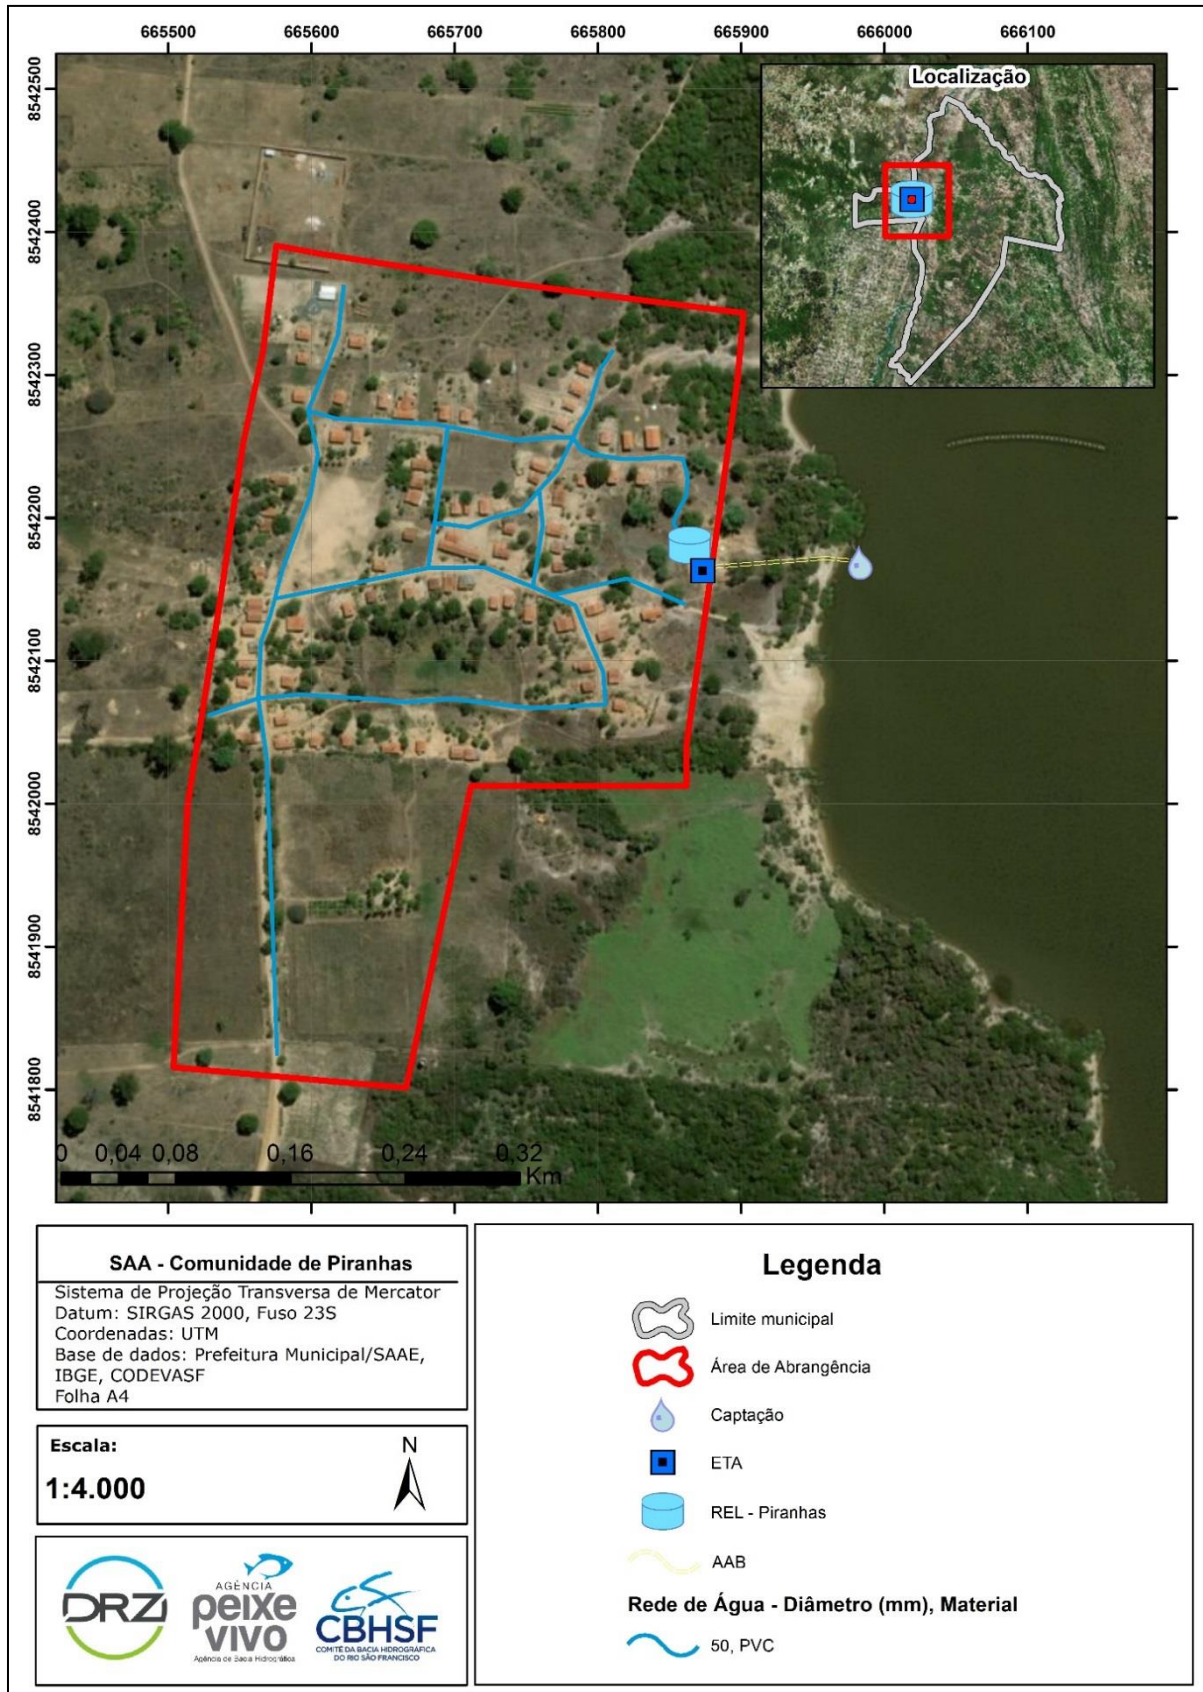 665500 665600 665700 665800 665900 666000 666100
8542500
8542400
8542300
8542200
8542100
8542000
8541900
8541800
Localização
0 0,04 0,08 0,16 0,24 0,32
Km
SAA - Comunidade de Piranhas
Sistema de Projeção Transversa de Mercator
Datum: SIRGAS 2000, Fuso 23S
Coordenadas: UTM
Base de dados: Prefeitura Municipal/SAAE,
IBGE, CODEVASF
Folha A4
Escala:
1:4.000
N
DRZ
AGÊNCIA
peixe
vivo
Agência de Bacia Hidrográfica
CBHSF
COMITÊ DA BACIA HIDROGRÁFICA
DO RIO SÃO FRANCISCO
Legenda
Limite municipal
Área de Abrangência
Captação
ETA
REL - Piranhas
AAB
Rede de Água - Diâmetro (mm), Material
50, PVC